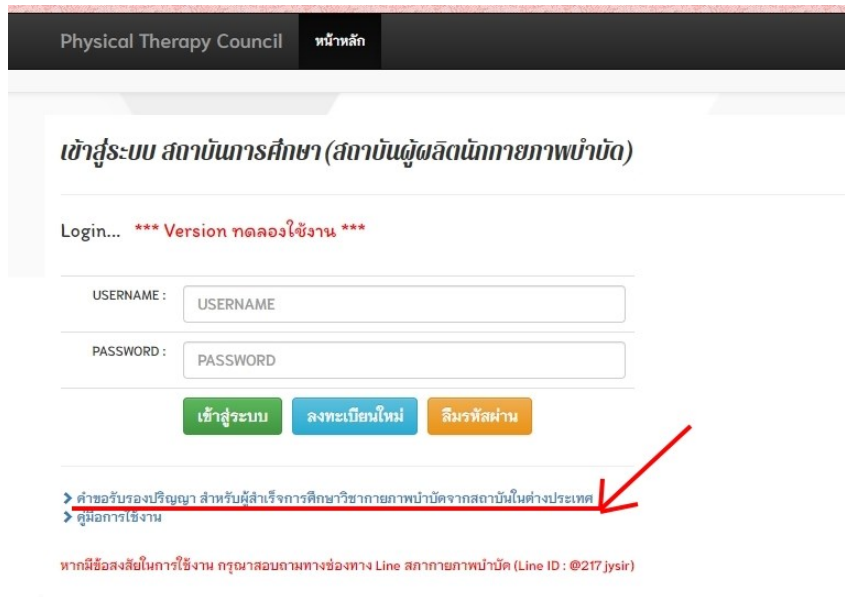 Physical Therapy Council หน้าหลัก
เข้าสู่ระบบ สถาบันการศึกษา (สถาบันผู้ผลิตนักกายภาพบำบัด)
Login... *** Version ทดลองใช้งาน ***
USERNAME : USERNAME
PASSWORD : PASSWORD
เข้าสู่ระบบ ลงทะเบียนใหม่ ลืมรหัสผ่าน
คำขอรับรองปริญญา สำหรับผู้สำเร็จการศึกษาวิชากายภาพบำบัดจากสถาบันในต่างประเทศ
คู่มือการใช้งาน
หากมีข้อสงสัยในการใช้งาน กรุณาสอบถามทางช่องทาง Line สภากายภาพบำบัด (Line ID : @217jysir)